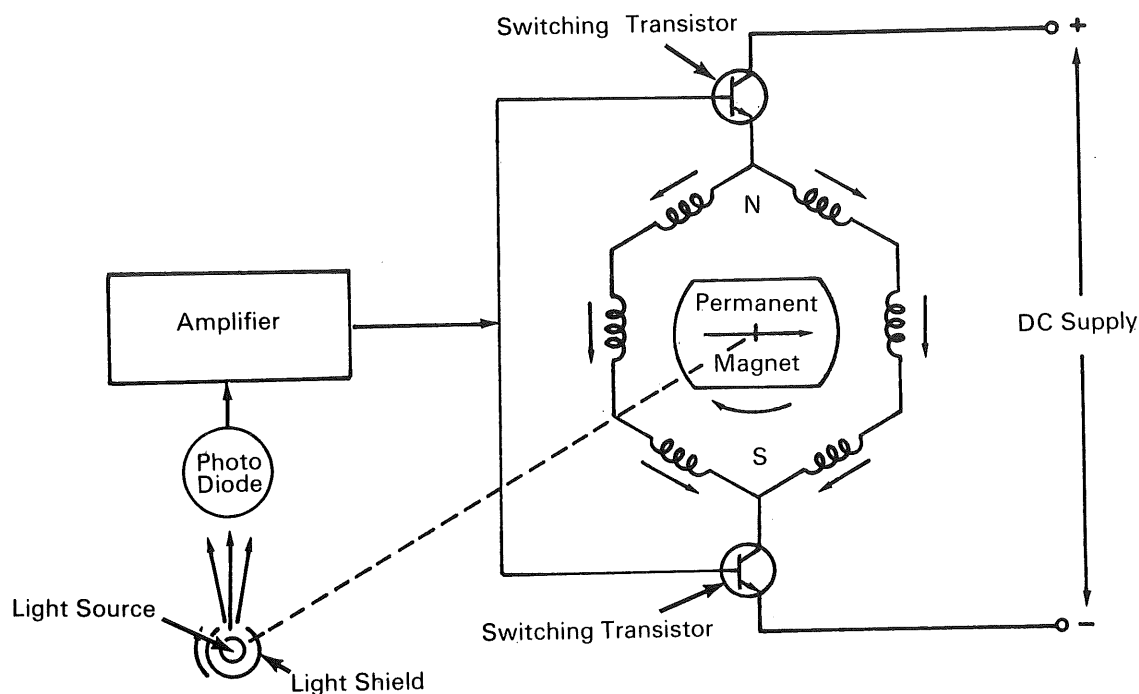 Switching Transistor
+
N
Permanent
Magnet
DC Supply
Amplifier
S
Photo
Diode
Light Source
Switching Transistor
−
Light Shield